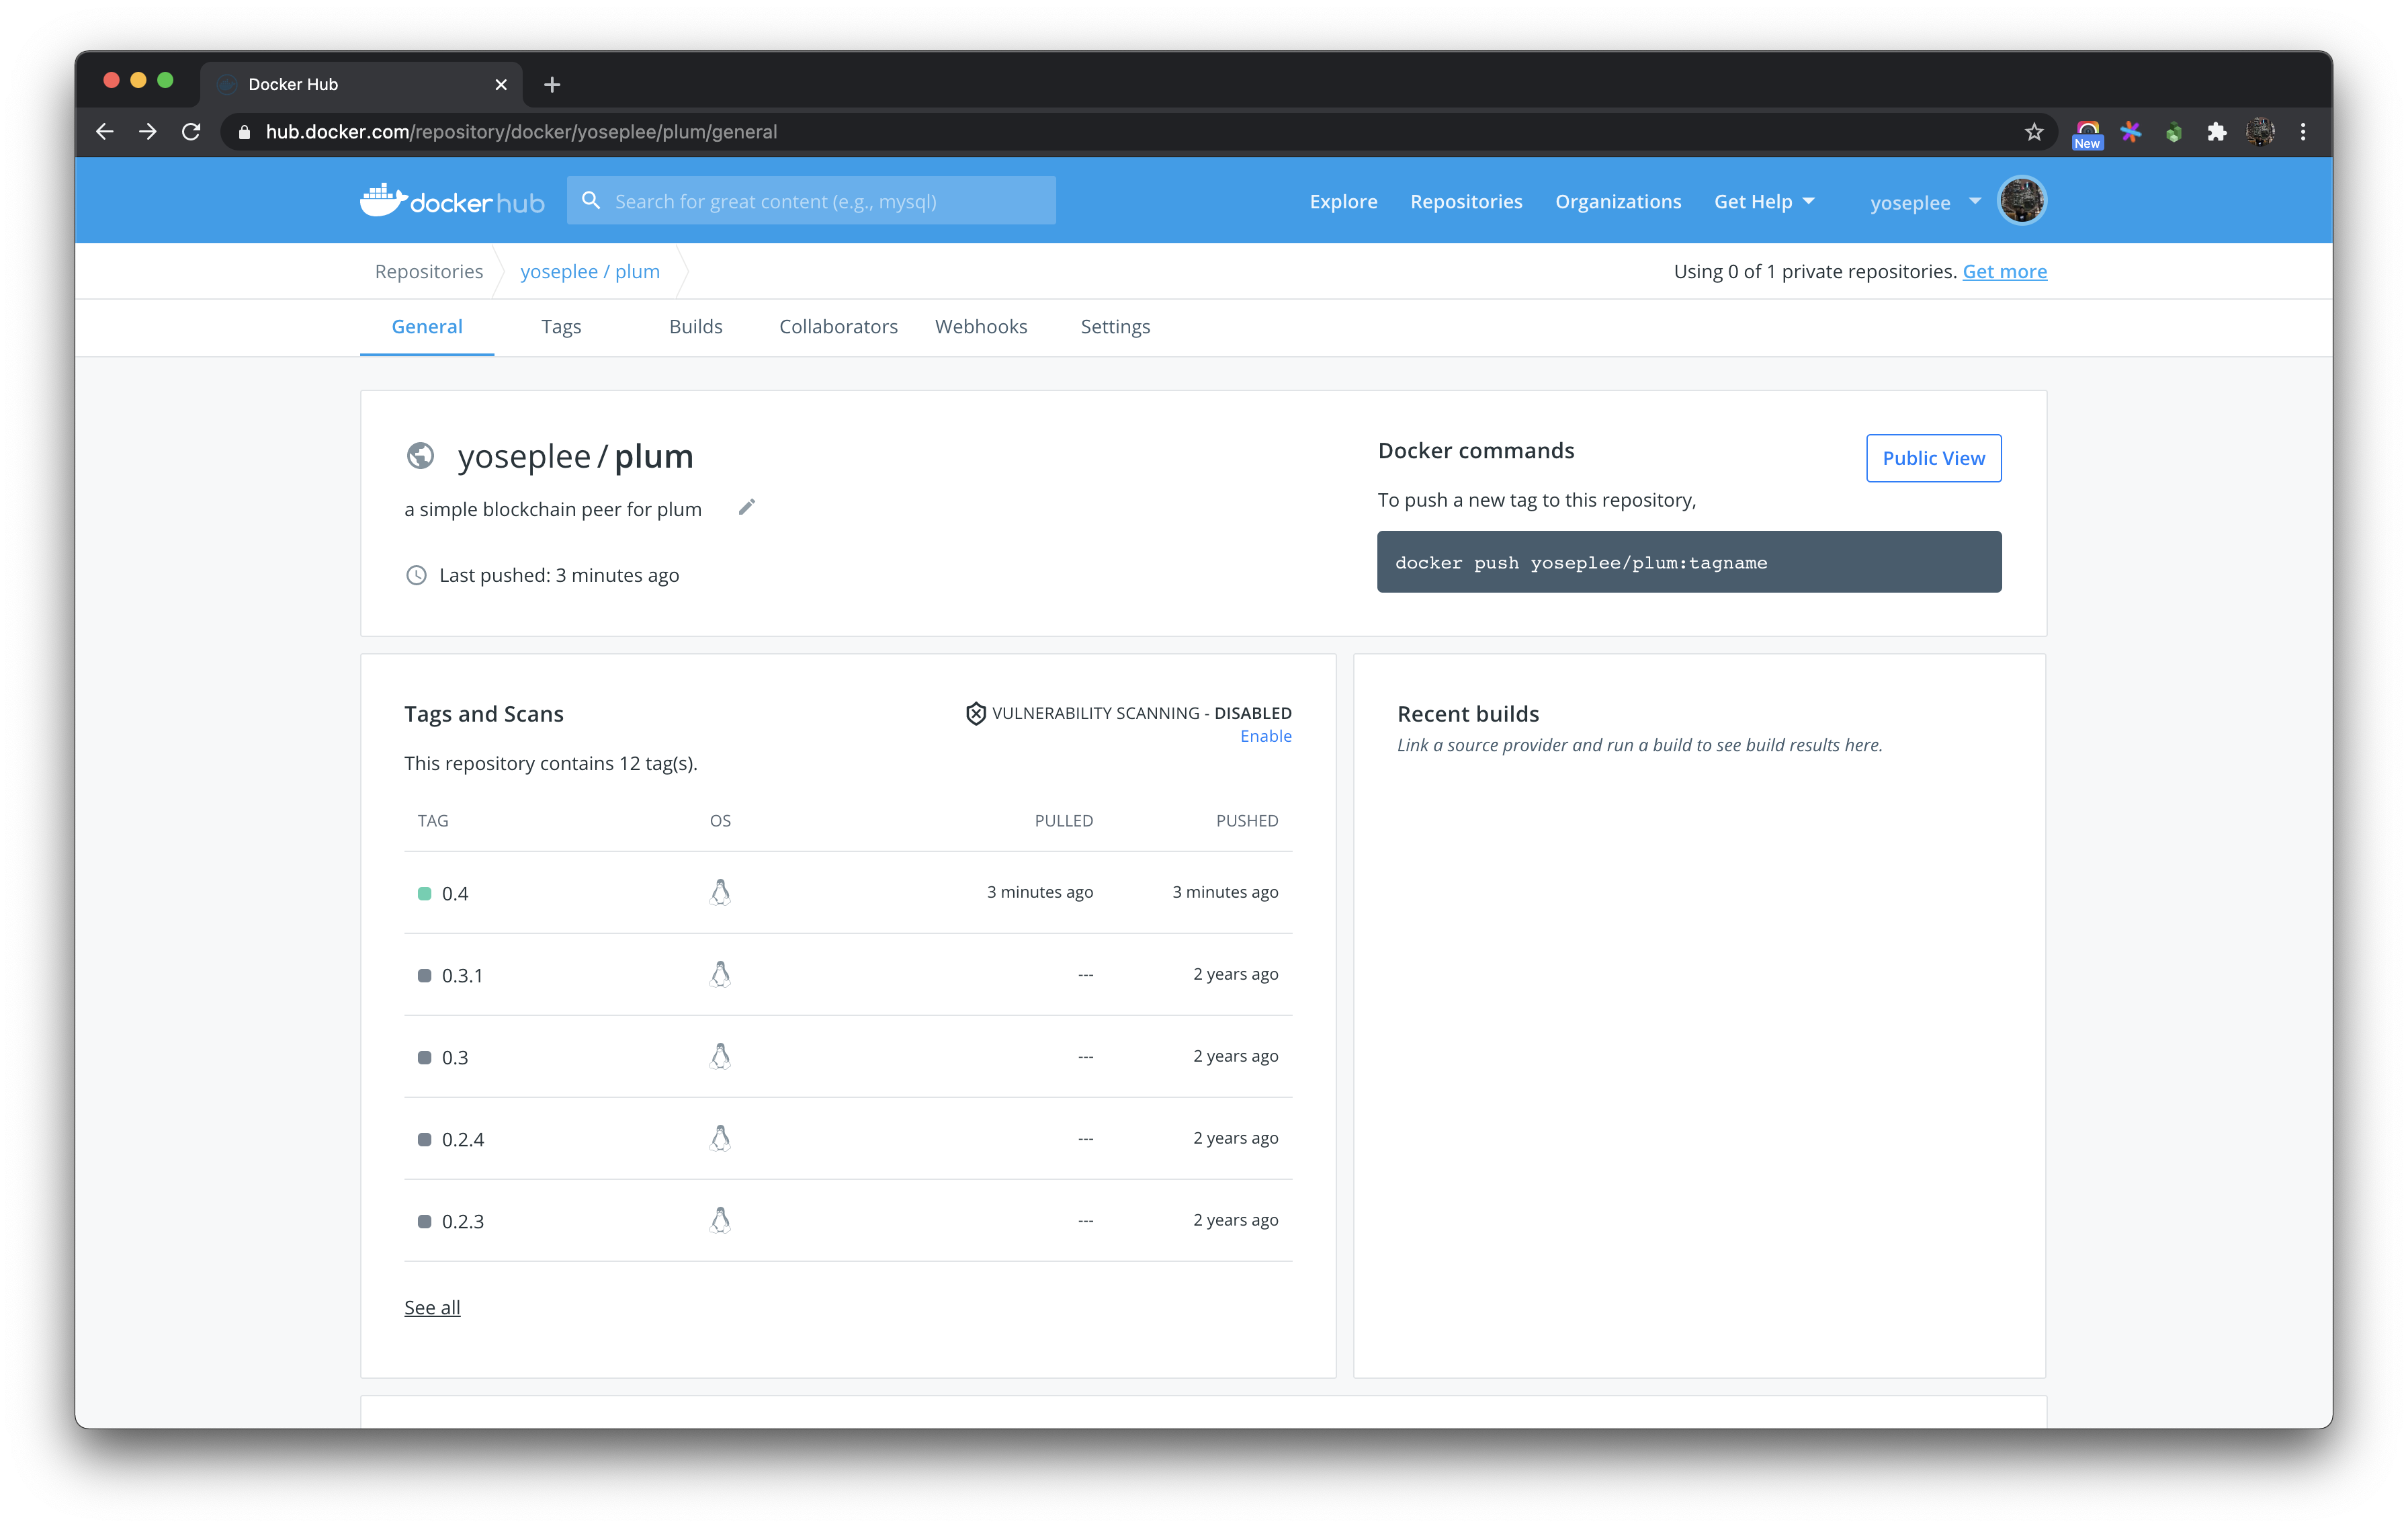 Docker Hub
hub.docker.com/repository/docker/yoseplee/plum/general
New
docker hub
Search for great content (e.g., mysql)
Explore Repositories Organizations Get Help yoseplee
Repositories yoseplee / plum
Using 0 of 1 private repositories. Get more
General Tags Builds Collaborators Webhooks Settings
yoseplee / plum
a simple blockchain peer for plum
Last pushed: 3 minutes ago
Docker commands
Public View
To push a new tag to this repository,
docker push yoseplee/plum:tagname
Tags and Scans
VULNERABILITY SCANNING - DISABLED
Enable
This repository contains 12 tag(s).
TAG OS PULLED PUSHED
0.4 3 minutes ago 3 minutes ago
0.3.1 --- 2 years ago
0.3 --- 2 years ago
0.2.4 --- 2 years ago
0.2.3 --- 2 years ago
See all
Recent builds
Link a source provider and run a build to see build results here.